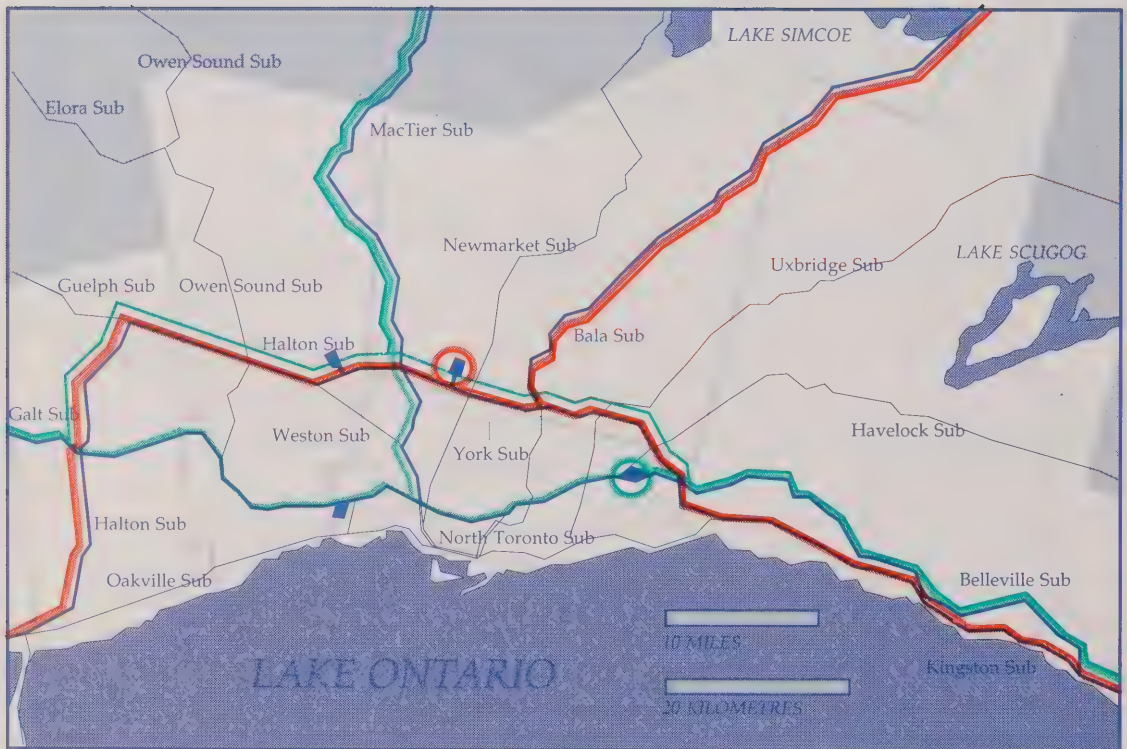 LAKE SIMCOE
Owen Sound Sub
Elora Sub
MacTier Sub
Newmarket Sub
LAKE SCUGOG
Uxbridge Sub
Guelph Sub
Owen Sound Sub
Halton Sub
Bala Sub
Galt Sub
Weston Sub
York Sub
Havelock Sub
Halton Sub
North Toronto Sub
Oakville Sub
Belleville Sub
10 MILES
Kingston Sub
LAKE ONTARIO
20 KILOMETRES